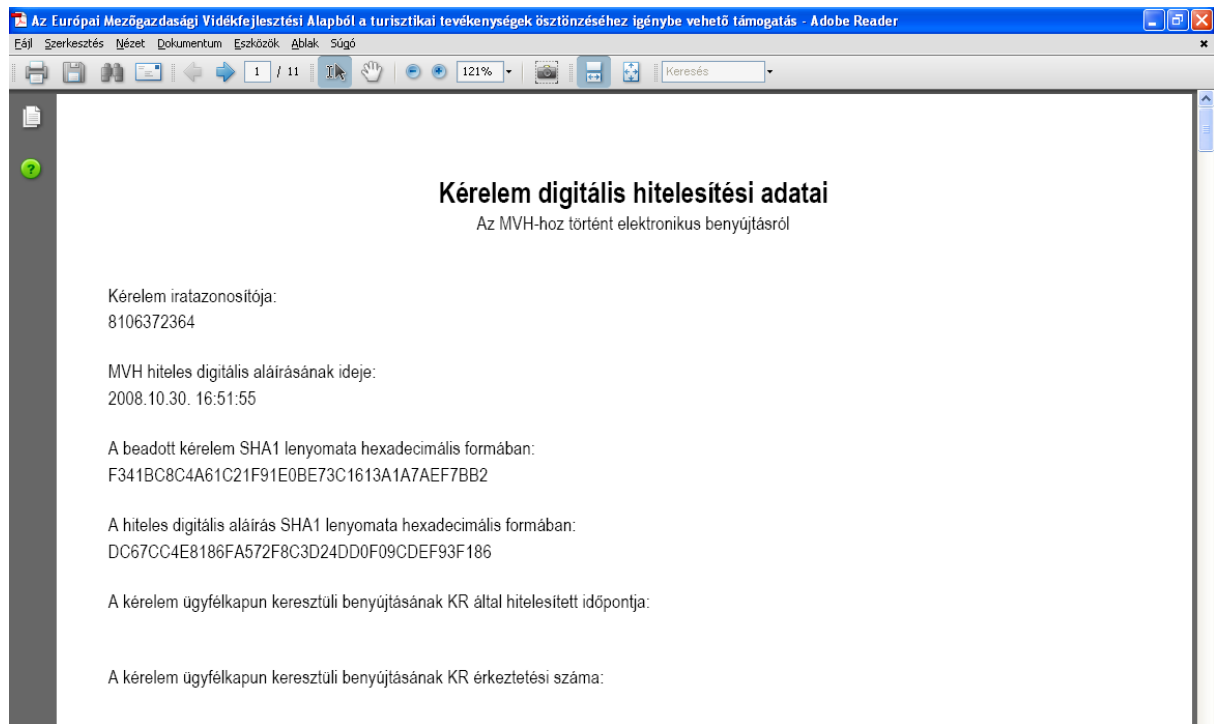 Az Európai Mezőgazdasági Vidékfejlesztési Alapból a turisztikai tevékenységek ösztönzéséhez igénybe vehető támogatás - Adobe Reader
Fájl Szerkesztés Nézet Dokumentum Eszközök Ablak Súgó
1 / 11 121% Keresés
Kérelem digitális hitelesítési adatai
Az MVH-hoz történt elektronikus benyújtásról
Kérelem iratazonosítója:
8106372364
MVH hiteles digitális aláírásának ideje:
2008.10.30. 16:51:55
A beadott kérelem SHA1 lenyomata hexadecimális formában:
F341BC8C4A61C21F91E0BE73C1613A1A7AEF7BB2
A hiteles digitális aláírás SHA1 lenyomata hexadecimális formában:
DC67CC4E8186FA572F8C3D24DD0F09CDEF93F186
A kérelem ügyfélkapun keresztüli benyújtásának KR által hitelesített időpontja:
A kérelem ügyfélkapun keresztüli benyújtásának KR érkeztetési száma: